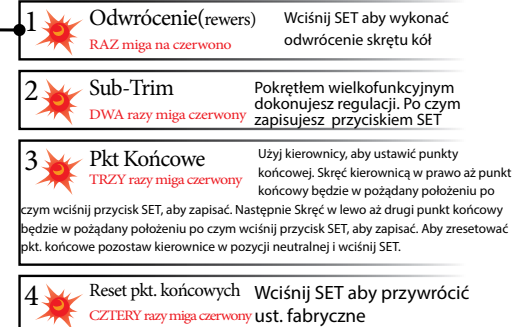 1 Odwrócenie(rewers) Wciśnij SET aby wykonać
RAZ miga na czerwono odwrócenie skrętu kół
2 Sub-Trim Pokrętłem wielkofunkcyjnym
dokonujesz regulacji. Po czym
DWA razy miga czerwony zapisujesz przyciskiem SET
3 Pkt Końcowe Użyj kierownicy, aby ustawić punkty
TRZY razy miga czerwony końcowej. Skręć kierownicą w prawo aż punkt
końcowy będzie w pożądany położeniu po
czym wciśnij przycisk SET, aby zapisać. Następnie Skręć w lewo aż drugi punkt końcowy
będzie w pożądany położeniu po czym wciśnij przycisk SET, aby zapisać. Aby zresetować
pkt. końcowe pozostaw kierownice w pozycji neutralnej i wciśnij SET.
4 Reset pkt. końcowych Wciśnij SET aby przywrócić
CZTERY razy miga czerwony ust. fabryczne